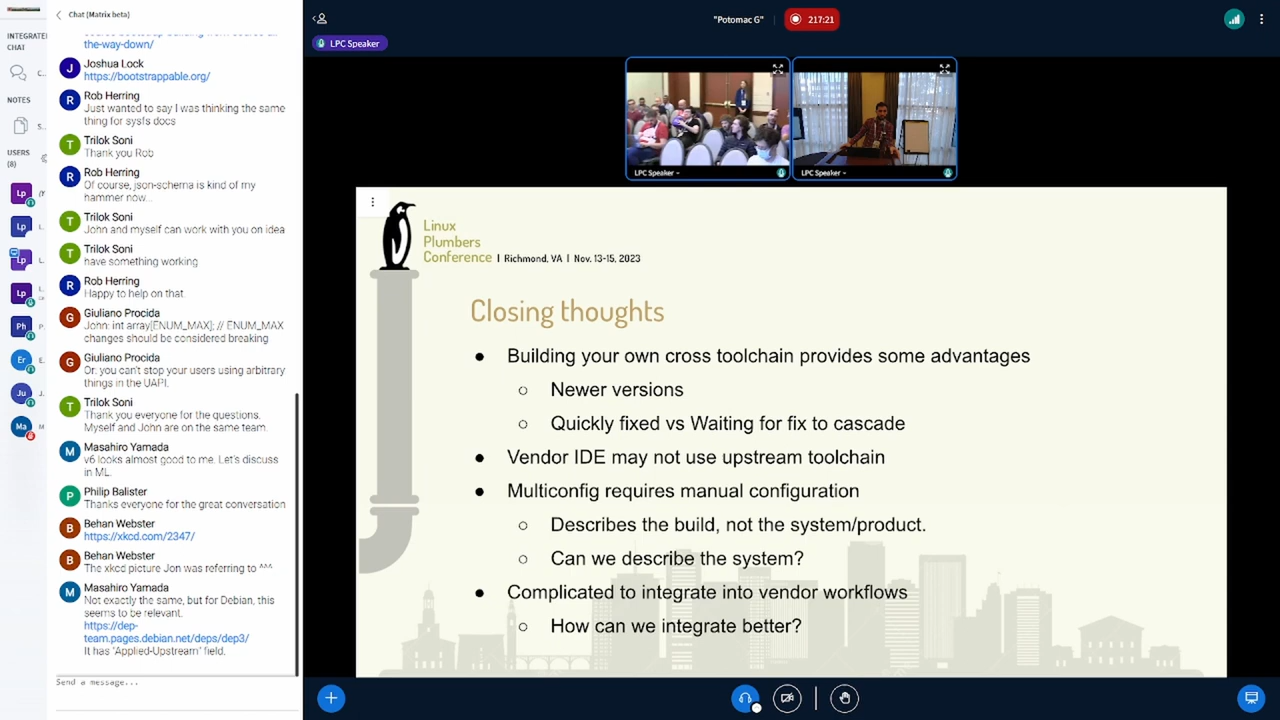 Chat (Matrix beta)
INTEGRATE
CHAT
C..
NOTES
S..
USERS
(8)
Lp
L..
Lp
L..
Lp
L..
Lp
L..
Ph
P..
Er
E..
Ju
J..
Ma
M..
the-way-down/
Joshua Lock
https://bootstrappable.org/
Rob Herring
Just wanted to say I was thinking the same
thing for sysfs docs
Trilok Soni
Thank you Rob
Rob Herring
Of course, json-schema is kind of my
hammer now...
Trilok Soni
John and myself can work with you on idea
Trilok Soni
have something working
Rob Herring
Happy to help on that.
Giuliano Procida
John: int array[ENUM_MAX]; // ENUM_MAX
changes should be considered breaking
Giuliano Procida
Or: you can't stop your users using arbitrary
things in the UAPI.
Trilok Soni
Thank you everyone for the questions.
Myself and John are on the same team.
Masahiro Yamada
v6 looks almost good to me. Let's discuss
in ML.
Philip Balister
Thanks everyone for the great conversation
Behan Webster
https://xkcd.com/2347/
Behan Webster
The xkcd picture Jon was referring to ^^^
Masahiro Yamada
Not exactly the same, but for Debian, this
seems to be relevant.
https://dep-
team.pages.debian.net/deps/dep3/
It has 'Applied-Upstream' field.
Send a message...
"Potomac G"
217:21
LPC Speaker
LPC Speaker
LPC Speaker
Linux
Plumbers
Conference | Richmond, VA | Nov. 13-15, 2023
Closing thoughts
● Building your own cross toolchain provides some advantages
○ Newer versions
○ Quickly fixed vs Waiting for fix to cascade
● Vendor IDE may not use upstream toolchain
● Multiconfig requires manual configuration
○ Describes the build, not the system/product.
○ Can we describe the system?
● Complicated to integrate into vendor workflows
○ How can we integrate better?